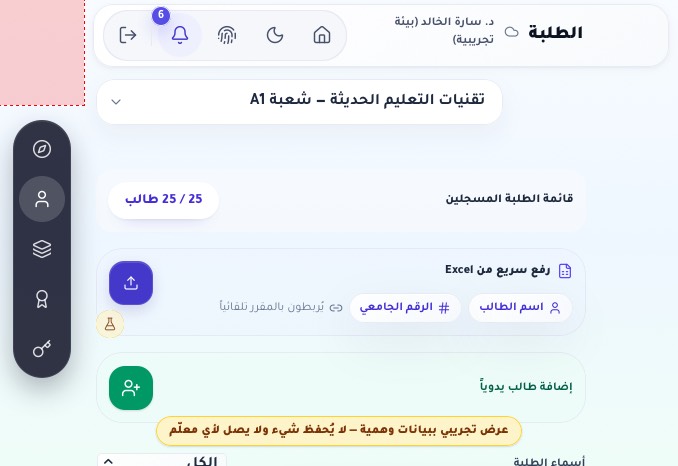 الطلبة
د. سارة الخالد (بيئة
تجريبية)
6
تقنيات التعليم الحديثة – شعبة A1
قائمة الطلبة المسجلين
25 / 25 طالب
رفع سريع من Excel
اسم الطالب
الرقم الجامعي
يُربطون بالمقرر تلقائياً
إضافة طالب يدوياً
عرض تجريبي ببيانات وهمية – لا يُحفظ شيء ولا يصل لأي معلّم
أسماء الطلبة
الكل